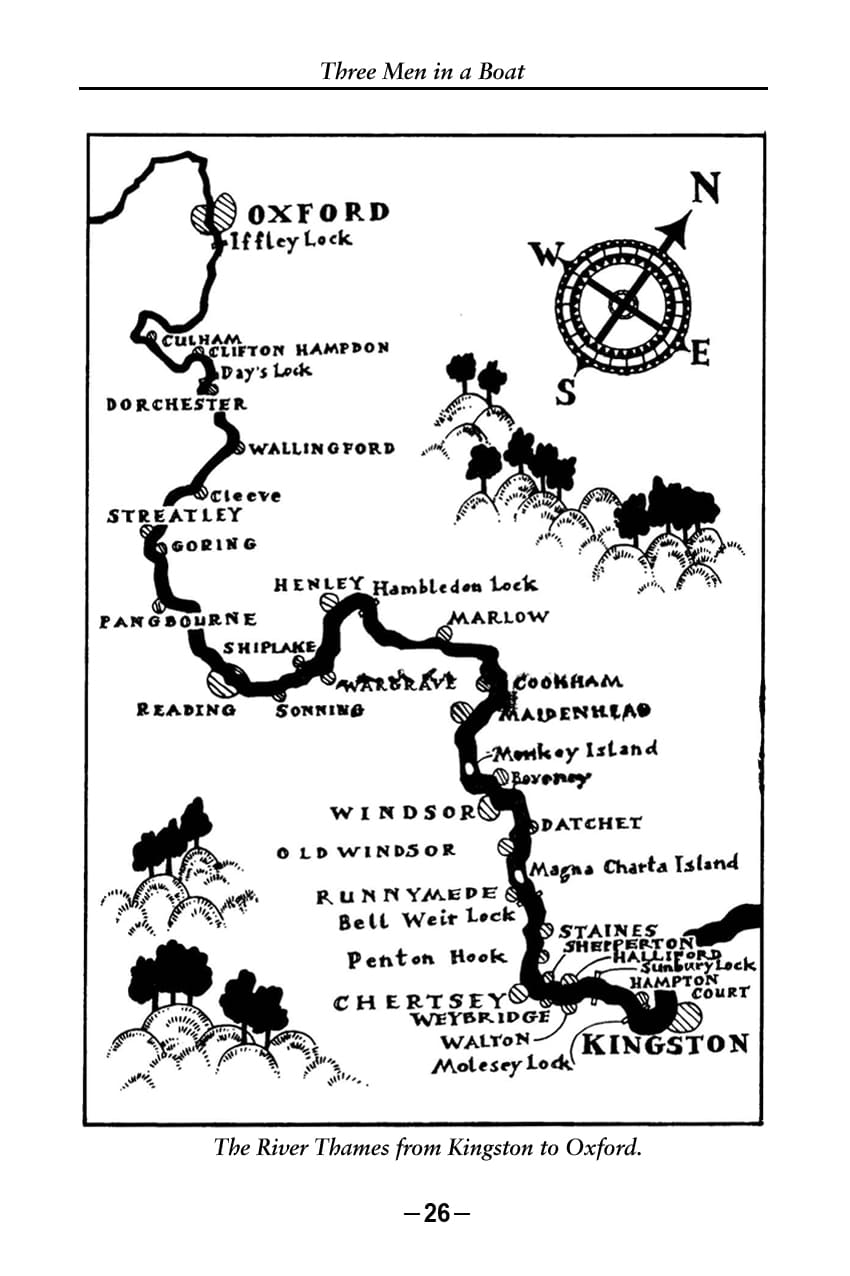 Three Men in a Boat
N
W
E
S
OXFORD
Iffley Lock
CULHAM
CLIFTON HAMPDON
Day's Lock
DORCHESTER
WALLINGFORD
Cleeve
STREATLEY
GORING
HENLEY
Hambledon Lock
PANGBOURNE
MARLOW
SHIPLAKE
WARGRAVE
COOKHAM
READING
SONNING
MAIDENHEAD
Monkey Island
Boveney
WINDSOR
DATCHET
OLD WINDSOR
Magna Charta Island
RUNNYMEDE
Bell Weir Lock
STAINES
SHEPPERTON
Penton Hook
HALLIFORD
Sunbury Lock
HAMPTON
COURT
CHERTSEY
WEYBRIDGE
WALTON
KINGSTON
Molesey Lock
The River Thames from Kingston to Oxford.
—26—